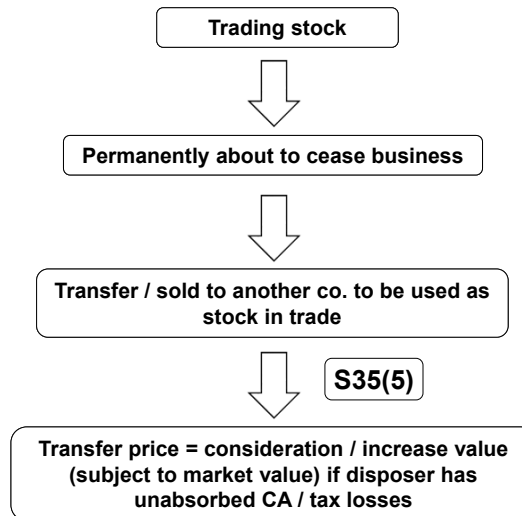 Trading stock
Permanently about to cease business
Transfer / sold to another co. to be used as
stock in trade
S35(5)
Transfer price = consideration / increase value
(subject to market value) if disposer has
unabsorbed CA / tax losses